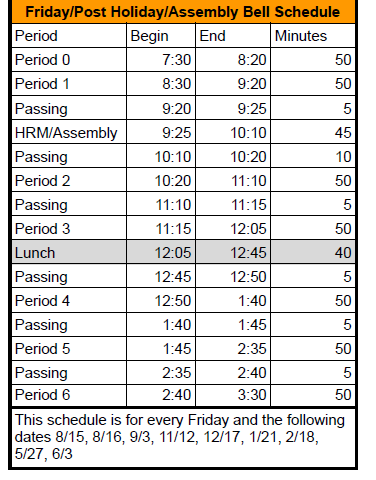 Friday/Post Holiday/Assembly Bell Schedule
Period Begin End Minutes
Period 0 7:30 8:20 50
Period 1 8:30 9:20 50
Passing 9:20 9:25 5
HRM/Assembly 9:25 10:10 45
Passing 10:10 10:20 10
Period 2 10:20 11:10 50
Passing 11:10 11:15 5
Period 3 11:15 12:05 50
Lunch 12:05 12:45 40
Passing 12:45 12:50 5
Period 4 12:50 1:40 50
Passing 1:40 1:45 5
Period 5 1:45 2:35 50
Passing 2:35 2:40 5
Period 6 2:40 3:30 50
This schedule is for every Friday and the following
dates 8/15, 8/16, 9/3, 11/12, 12/17, 1/21, 2/18,
5/27, 6/3